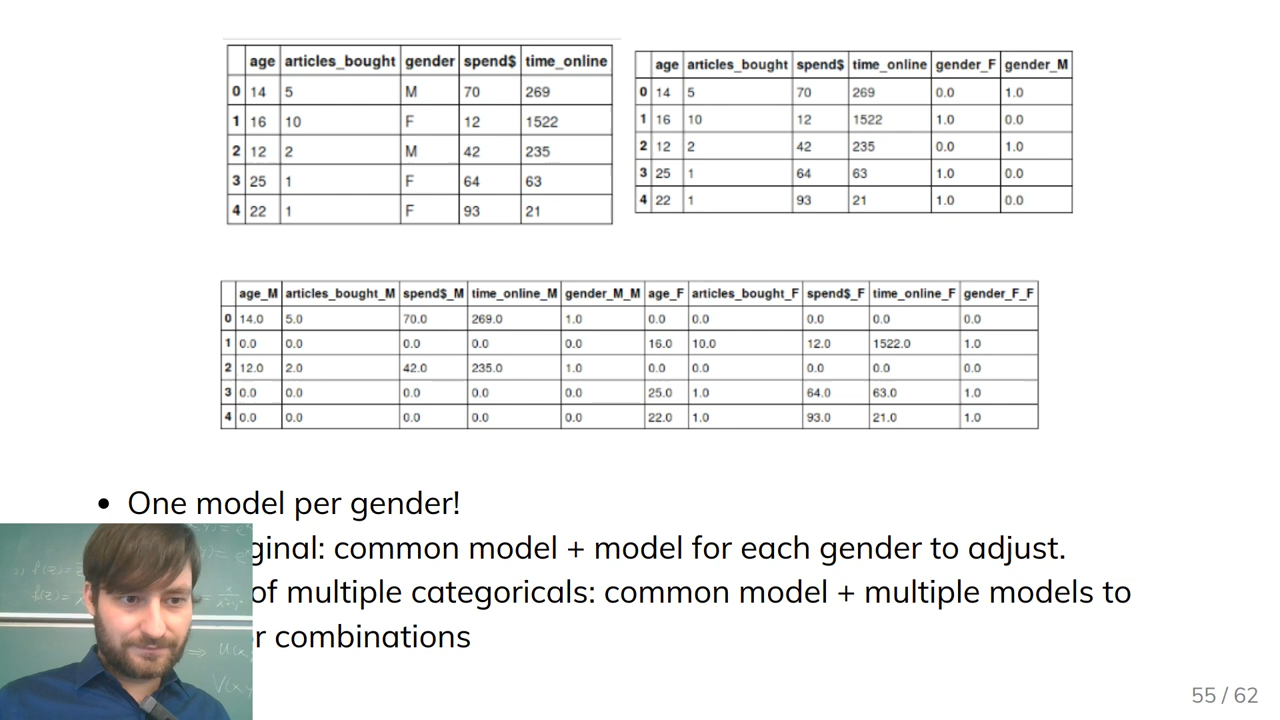 age articles_bought gender spend$ time_online
0 14 5 M 70 269
1 16 10 F 12 1522
2 12 2 M 42 235
3 25 1 F 64 63
4 22 1 F 93 21
age articles_bought spend$ time_online gender_F gender_M
0 14 5 70 269 0.0 1.0
1 16 10 12 1522 1.0 0.0
2 12 2 42 235 0.0 1.0
3 25 1 64 63 1.0 0.0
4 22 1 93 21 1.0 0.0
age_M articles_bought_M spend$_M time_online_M gender_M_M age_F articles_bought_F spend$_F time_online_F gender_F_F
0 14.0 5.0 70.0 269.0 1.0 0.0 0.0 0.0 0.0 0.0
1 0.0 0.0 0.0 0.0 0.0 16.0 10.0 12.0 1522.0 1.0
2 12.0 2.0 42.0 235.0 1.0 0.0 0.0 0.0 0.0 0.0
3 0.0 0.0 0.0 0.0 0.0 25.0 1.0 64.0 63.0 1.0
4 0.0 0.0 0.0 0.0 0.0 22.0 1.0 93.0 21.0 1.0
• One model per gender!
ginal: common model + model for each gender to adjust.
of multiple categoricals: common model + multiple models to
r combinations
55 / 62